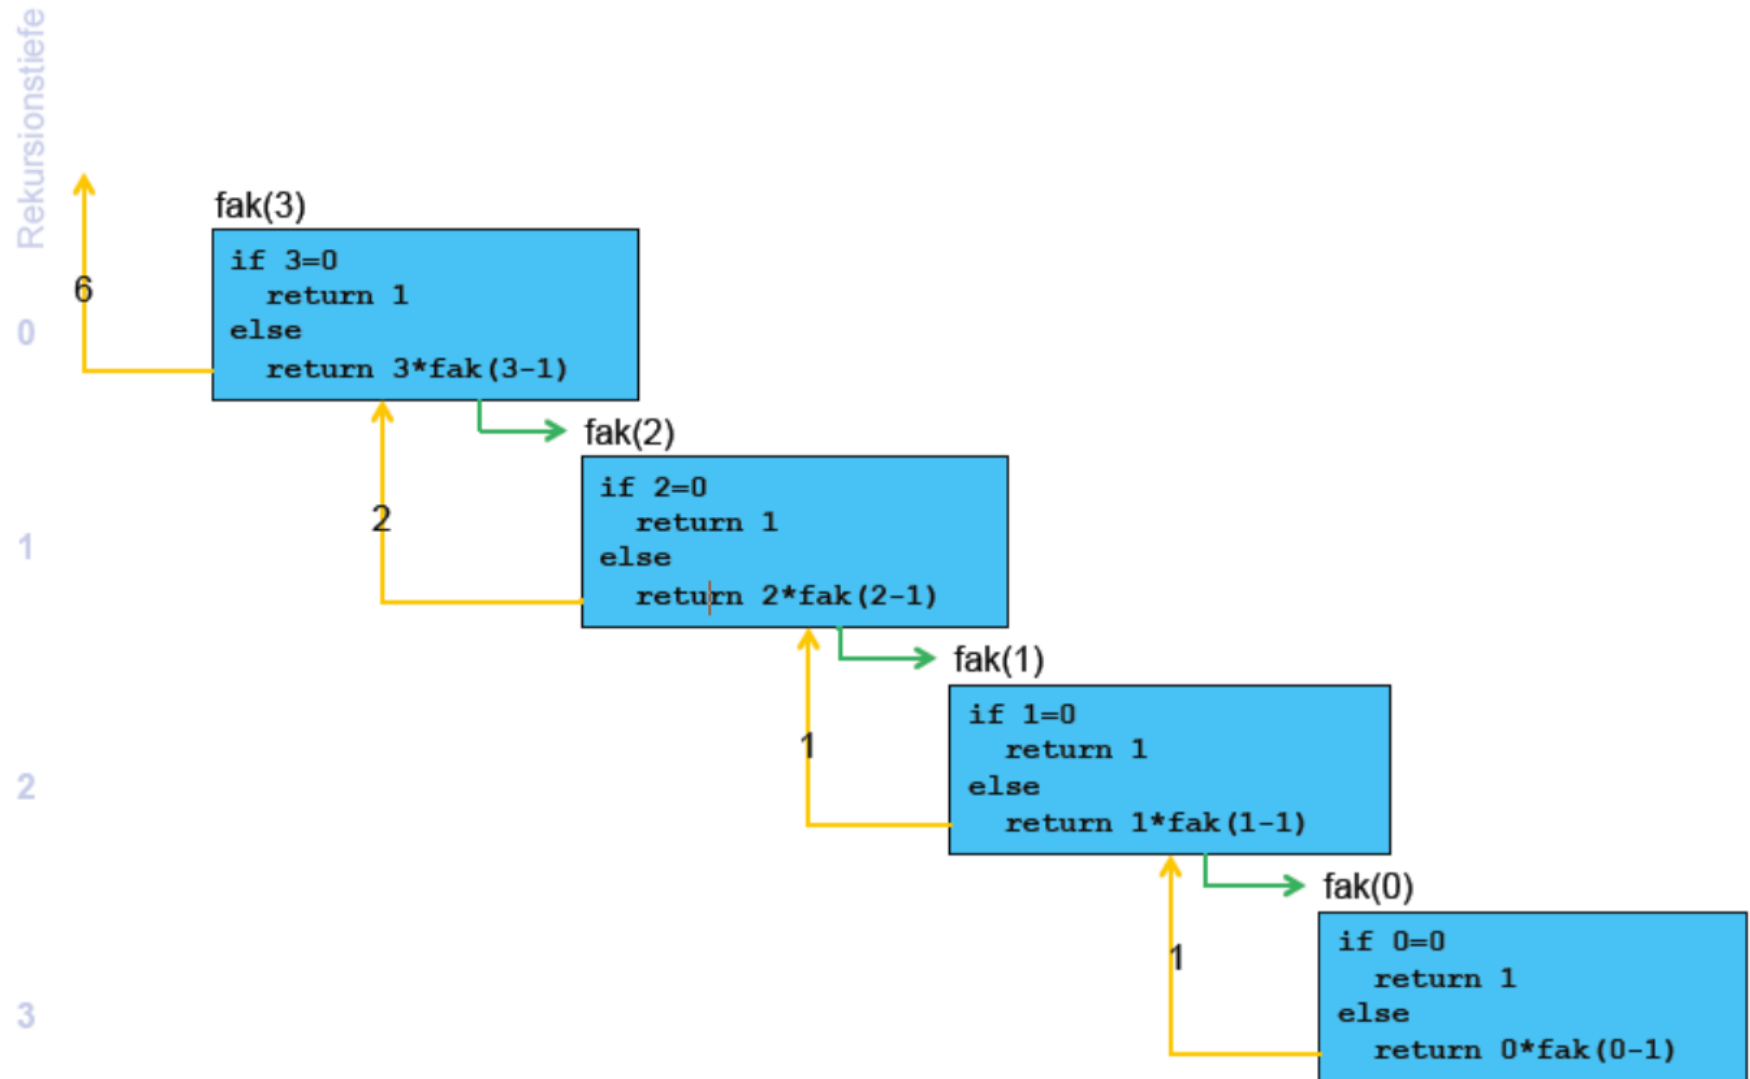 Rekursionstiefe
fak(3)
if 3=0
return 1
else
return 3*fak(3-1)
6
0
fak(2)
if 2=0
return 1
else
return 2*fak(2-1)
2
1
fak(1)
if 1=0
return 1
else
return 1*fak(1-1)
1
2
fak(0)
if 0=0
return 1
else
return 0*fak(0-1)
1
3